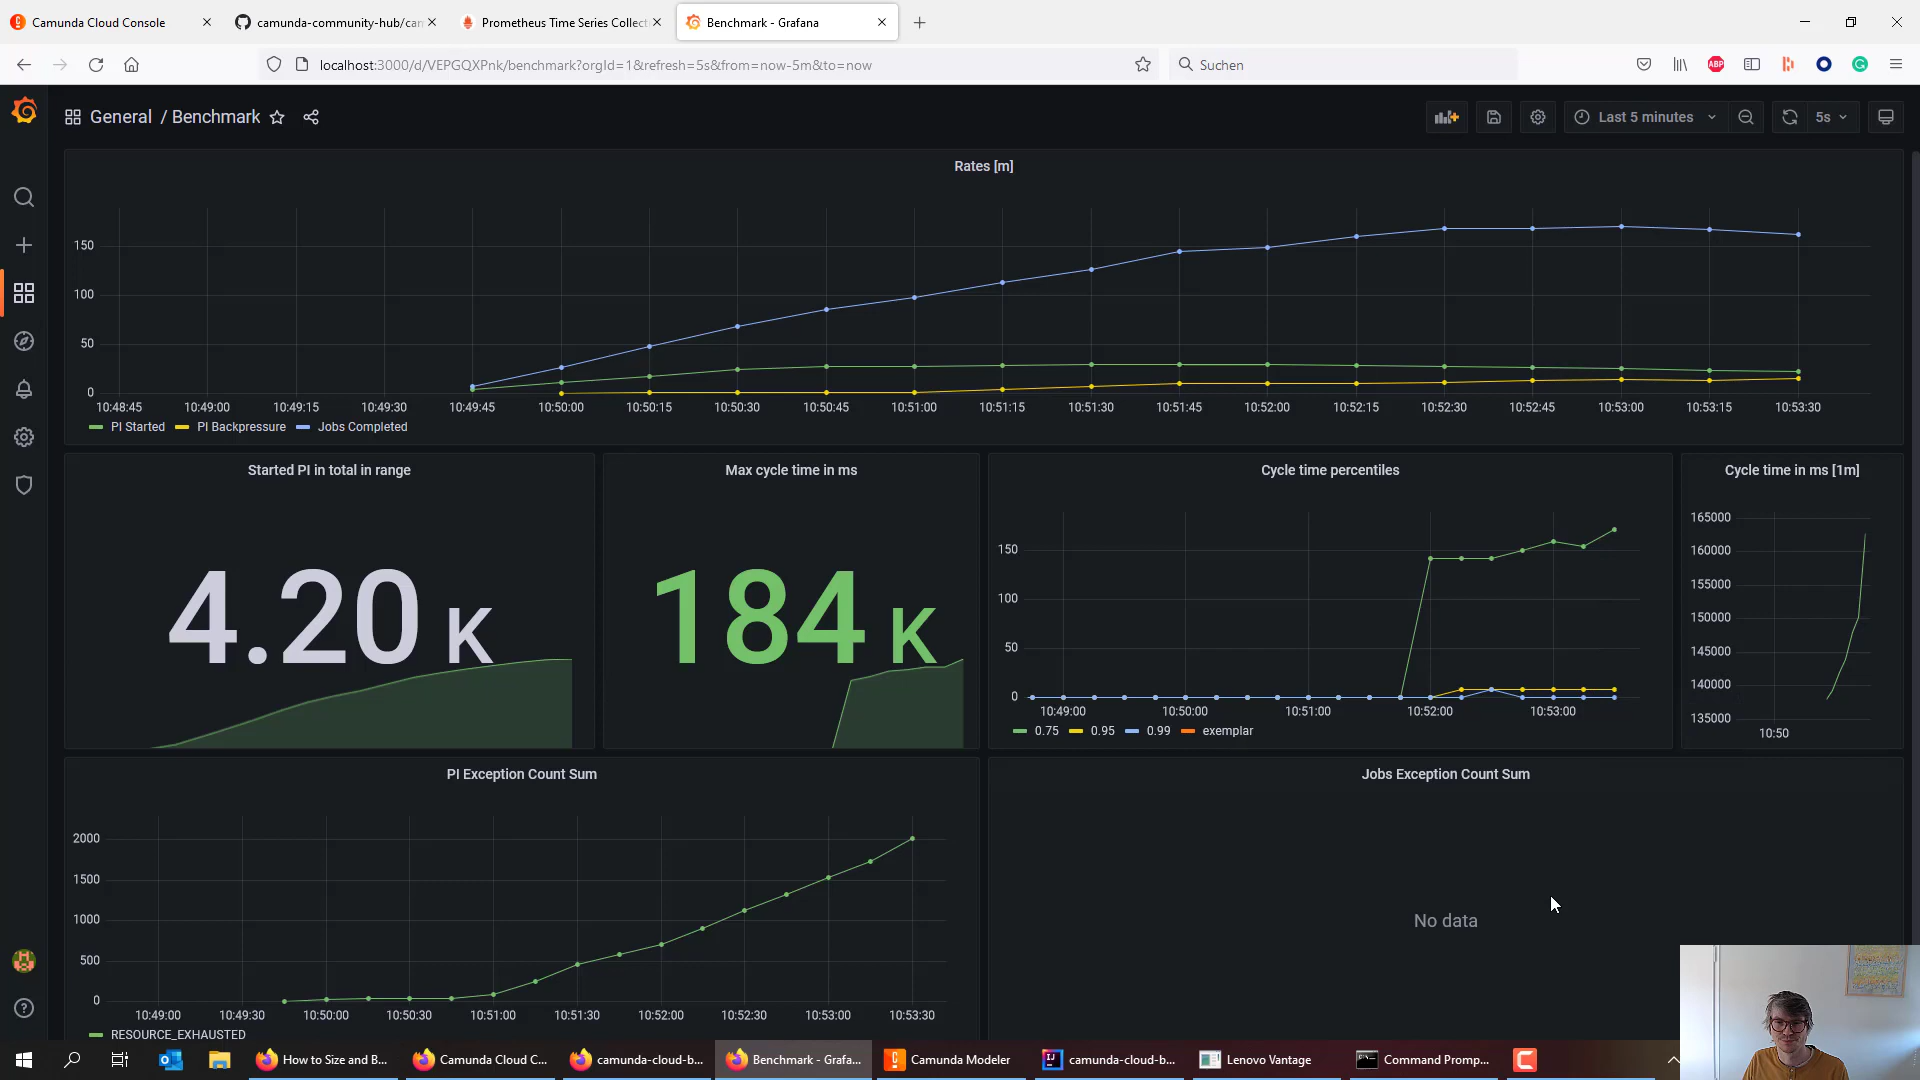 Camunda Cloud Console
camunda-community-hub/cam
Prometheus Time Series Collect
Benchmark - Grafana
localhost:3000/d/VEPGQXPnk/benchmark?orgId=1&refresh=5s&from=now-5m&to=now
Suchen
ABP
General / Benchmark
Last 5 minutes
5s
Rates [m]
150
100
50
0
10:48:45 10:49:00 10:49:15 10:49:30 10:49:45 10:50:00 10:50:15 10:50:30 10:50:45 10:51:00 10:51:15 10:51:30 10:51:45 10:52:00 10:52:15 10:52:30 10:52:45 10:53:00 10:53:15 10:53:30
PI Started PI Backpressure Jobs Completed
Started PI in total in range
4.20 K
Max cycle time in ms
184 K
Cycle time percentiles
150
100
50
0
10:49:00 10:50:00 10:51:00 10:52:00 10:53:00
0.75 0.95 0.99 exemplar
Cycle time in ms [1m]
165000
160000
155000
150000
145000
140000
135000
10:50
PI Exception Count Sum
2000
1500
1000
500
0
10:49:00 10:49:30 10:50:00 10:50:30 10:51:00 10:51:30 10:52:00 10:52:30 10:53:00 10:53:30
RESOURCE_EXHAUSTED
Jobs Exception Count Sum
No data
How to Size and B...
Camunda Cloud C...
camunda-cloud-b...
Benchmark - Grafa...
Camunda Modeler
camunda-cloud-b...
Lenovo Vantage
Command Promp...